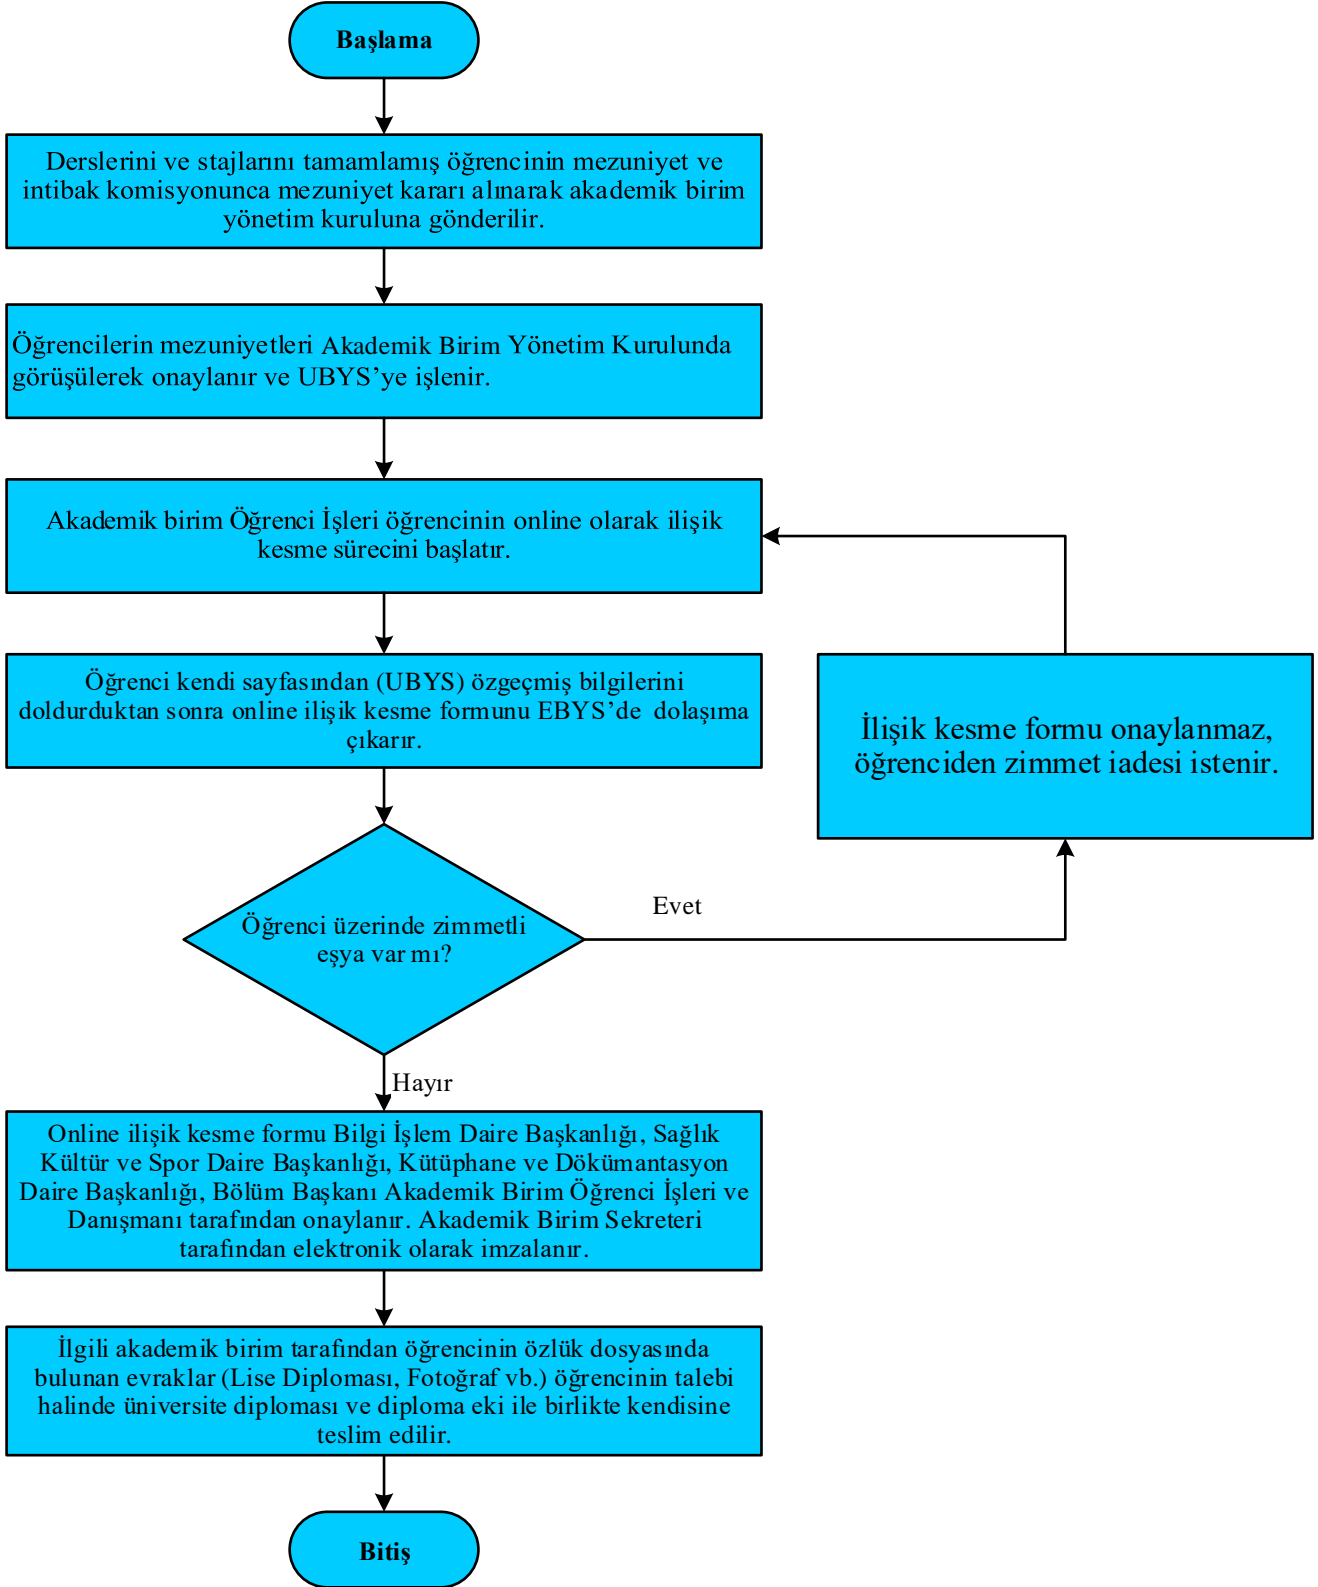 Başlama
Derslerini ve stajlarını tamamlamış öğrencinin mezuniyet ve
intibak komisyonunca mezuniyet kararı alınarak akademik birim
yönetim kuruluna gönderilir.
Öğrencilerin mezuniyetleri Akademik Birim Yönetim Kurulunda
görüşülerek onaylanır ve UBYS’ye işlenir.
Akademik birim Öğrenci İşleri öğrencinin online olarak ilişik
kesme sürecini başlatır.
Öğrenci kendi sayfasından (UBYS) özgeçmiş bilgilerini
doldurduktan sonra online ilişik kesme formunu EBYS’de dolaşıma
çıkarır.
İlişik kesme formu onaylanmaz,
öğrenciden zimmet iadesi istenir.
Öğrenci üzerinde zimmetli
eşya var mı?
Evet
Hayır
Online ilişik kesme formu Bilgi İşlem Daire Başkanlığı, Sağlık
Kültür ve Spor Daire Başkanlığı, Kütüphane ve Dökümantasyon
Daire Başkanlığı, Bölüm Başkanı Akademik Birim Öğrenci İşleri ve
Danışmanı tarafından onaylanır. Akademik Birim Sekreteri
tarafından elektronik olarak imzalanır.
İlgili akademik birim tarafından öğrencinin özlük dosyasında
bulunan evraklar (Lise Diploması, Fotoğraf vb.) öğrencinin talebi
halinde üniversite diploması ve diploma eki ile birlikte kendisine
teslim edilir.
Bitiş